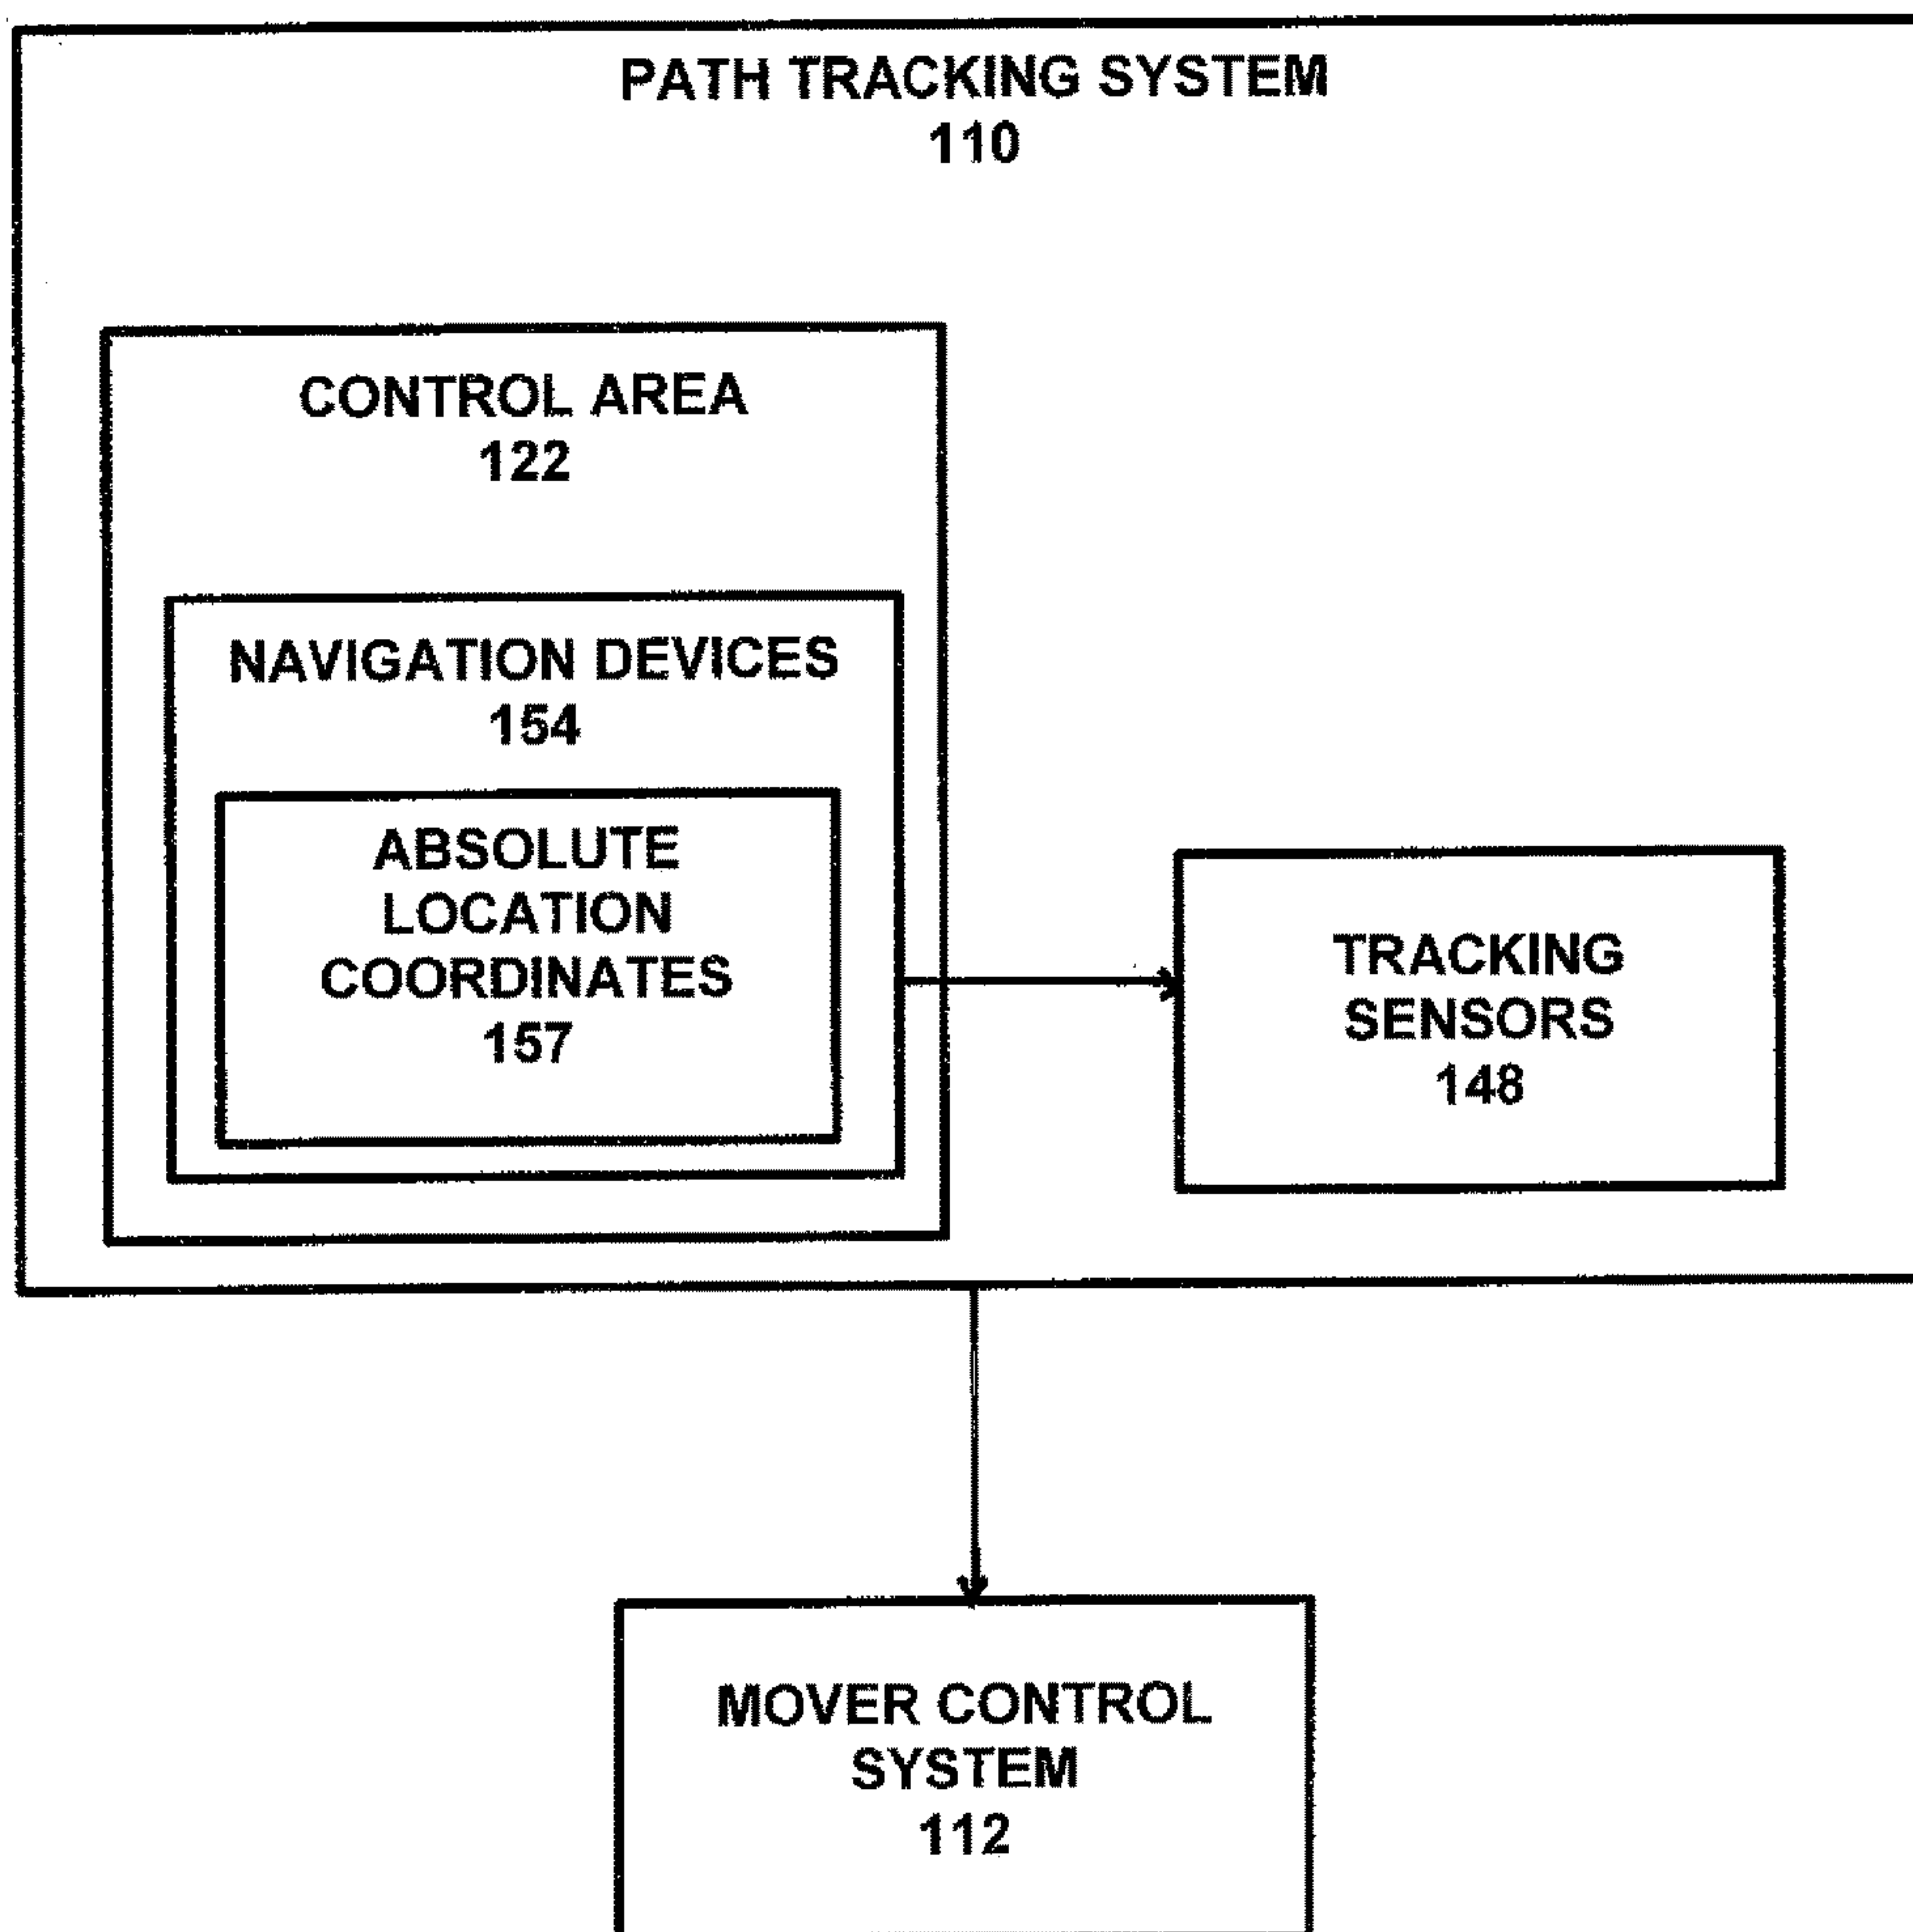 PATH TRACKING SYSTEM
110
CONTROL AREA
122
NAVIGATION DEVICES
154
ABSOLUTE
LOCATION
COORDINATES
157
TRACKING
SENSORS
148
MOVER CONTROL
SYSTEM
112